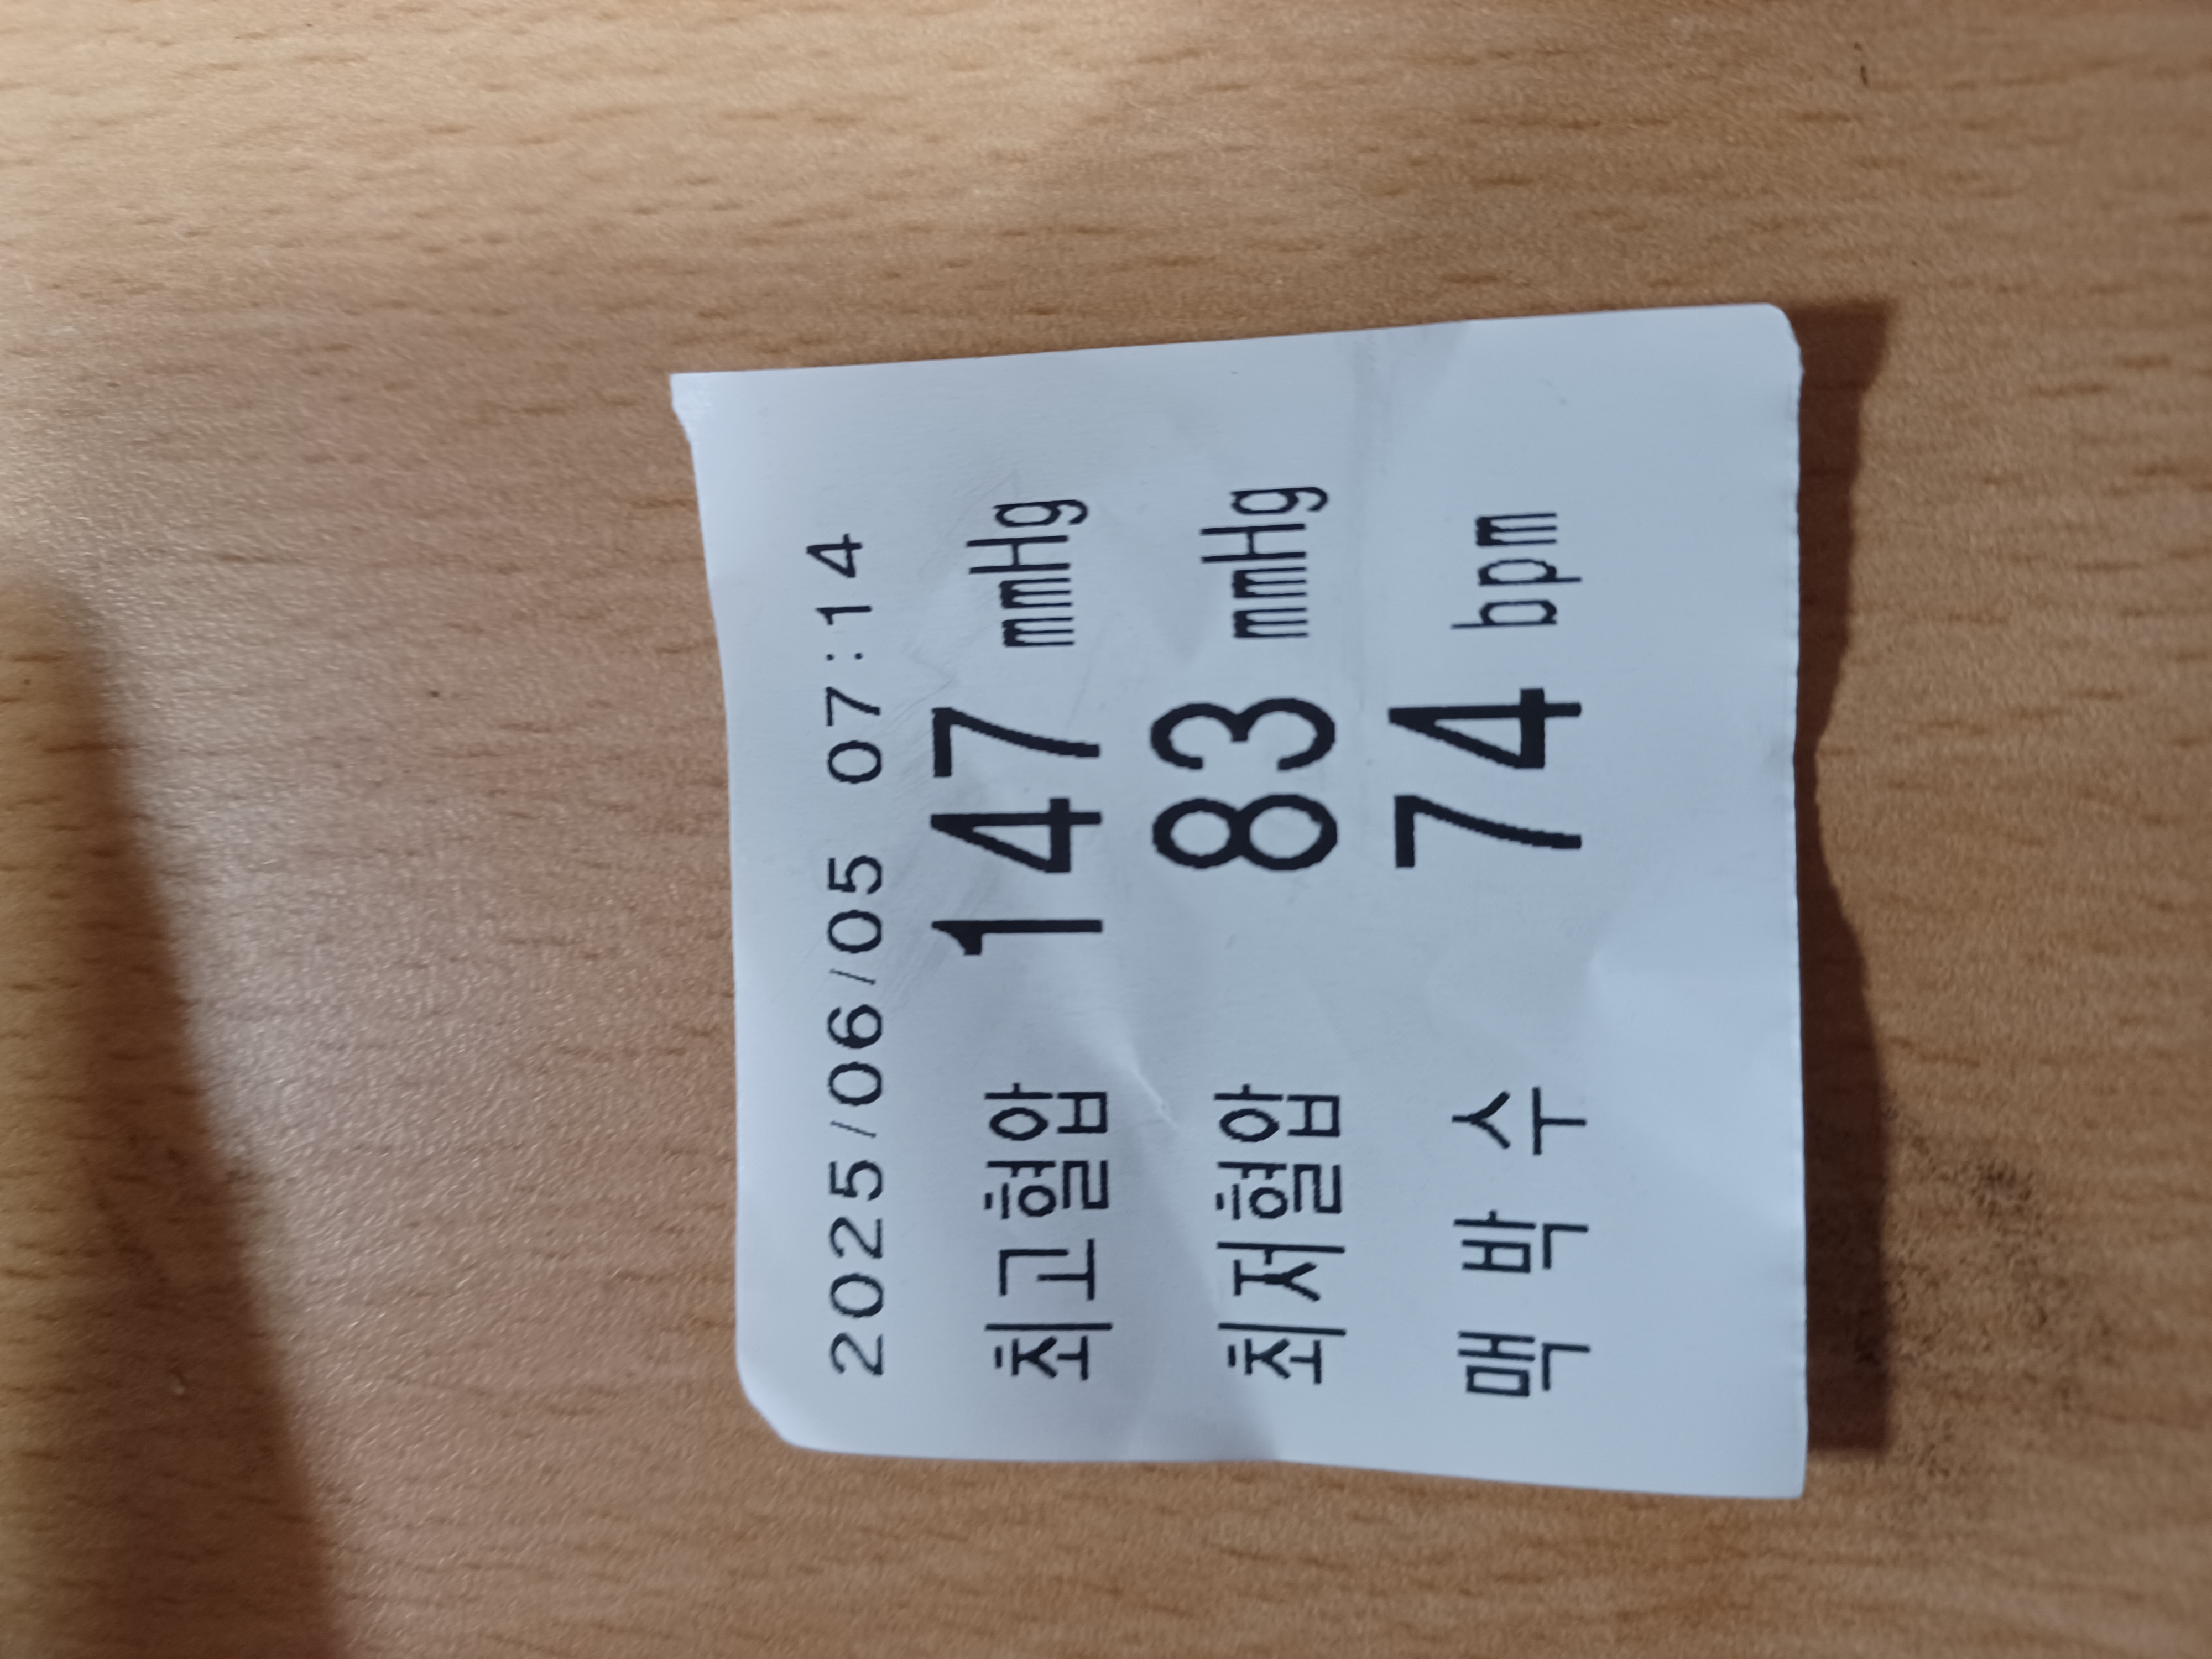 2025/06/05 07:14
최고혈압 147 mmHg
최저혈압 83 mmHg
맥 박 수 74 bpm